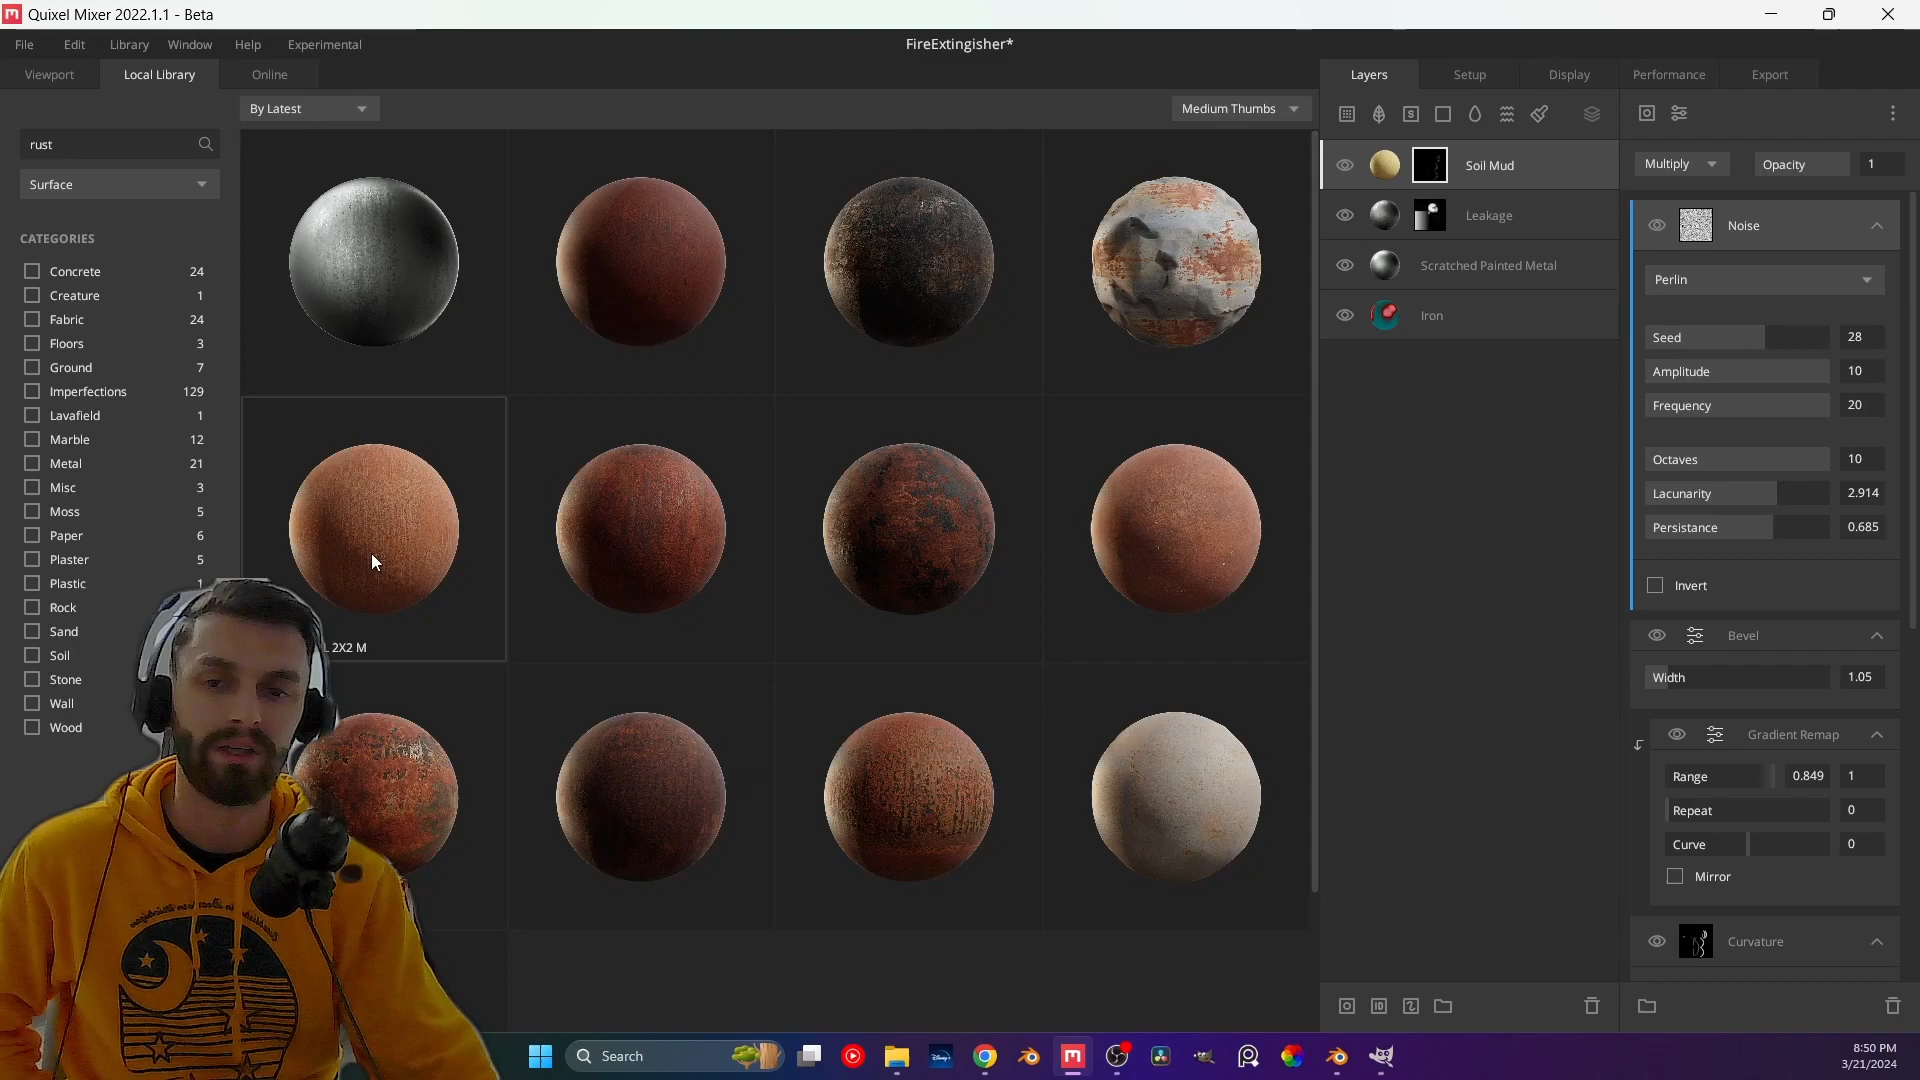 Quixel Mixer 2022.1.1 - Beta
File Edit Library Window Help Experimental
FireExtingisher*
Viewport Local Library Online
Layers Setup Display Performance Export
By Latest
Medium Thumbs
rust
Surface
CATEGORIES
Concrete 24
Creature 1
Fabric 24
Floors 3
Ground 7
Imperfections 129
Lavafield 1
Marble 12
Metal 21
Misc 3
Moss 5
Paper 6
Plaster 5
Plastic 1
Rock
Sand
Soil
Stone
Wall
Wood
2X2 M
Soil Mud
Leakage
Scratched Painted Metal
Iron
Multiply Opacity 1
Noise
Perlin
Seed 28
Amplitude 10
Frequency 20
Octaves 10
Lacunarity 2.914
Persistance 0.685
Invert
Bevel
Width 1.05
Gradient Remap
Range 0.849 1
Repeat 0
Curve 0
Mirror
Curvature
Search
8:50 PM
3/21/2024